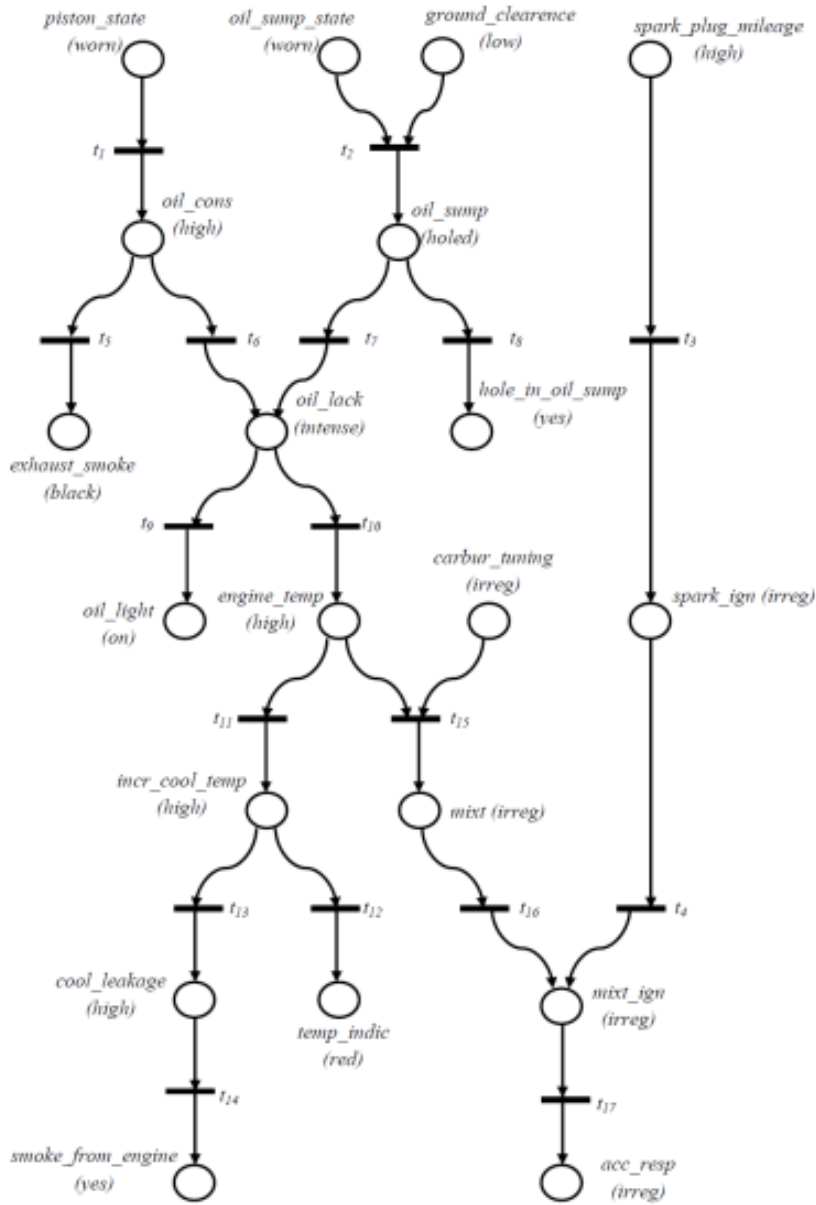 piston_state
(worn)
oil_sump_state
(worn)
ground_clearence
(low)
spark_plug_mileage
(high)
t1
t2
oil_cons
(high)
oil_sump
(holed)
t5
t6
t7
t8
t3
oil_lack
(intense)
hole_in_oil_sump
(yes)
exhaust_smoke
(black)
t9
t10
carbur_tuning
(irreg)
oil_light
(on)
engine_temp
(high)
spark_ign (irreg)
t11
t15
incr_cool_temp
(high)
mixt (irreg)
t13
t12
t16
t4
cool_leakage
(high)
temp_indic
(red)
mixt_ign
(irreg)
t14
t17
smoke_from_engine
(yes)
acc_resp
(irreg)